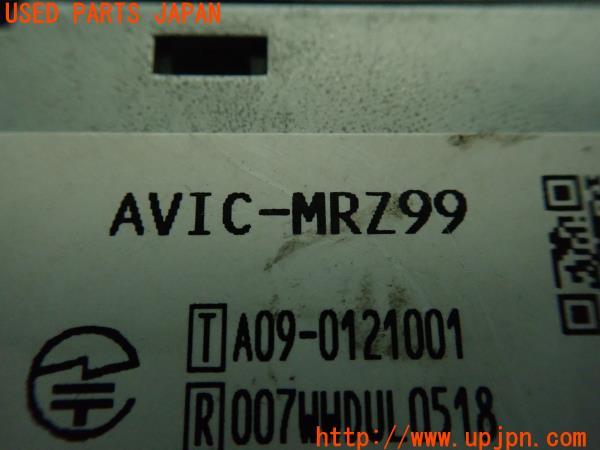 USED PARTS JAPAN
AVIC-MRZ99
T A09-0121001
R 007WWDUL0518
http://www.upjpn.com